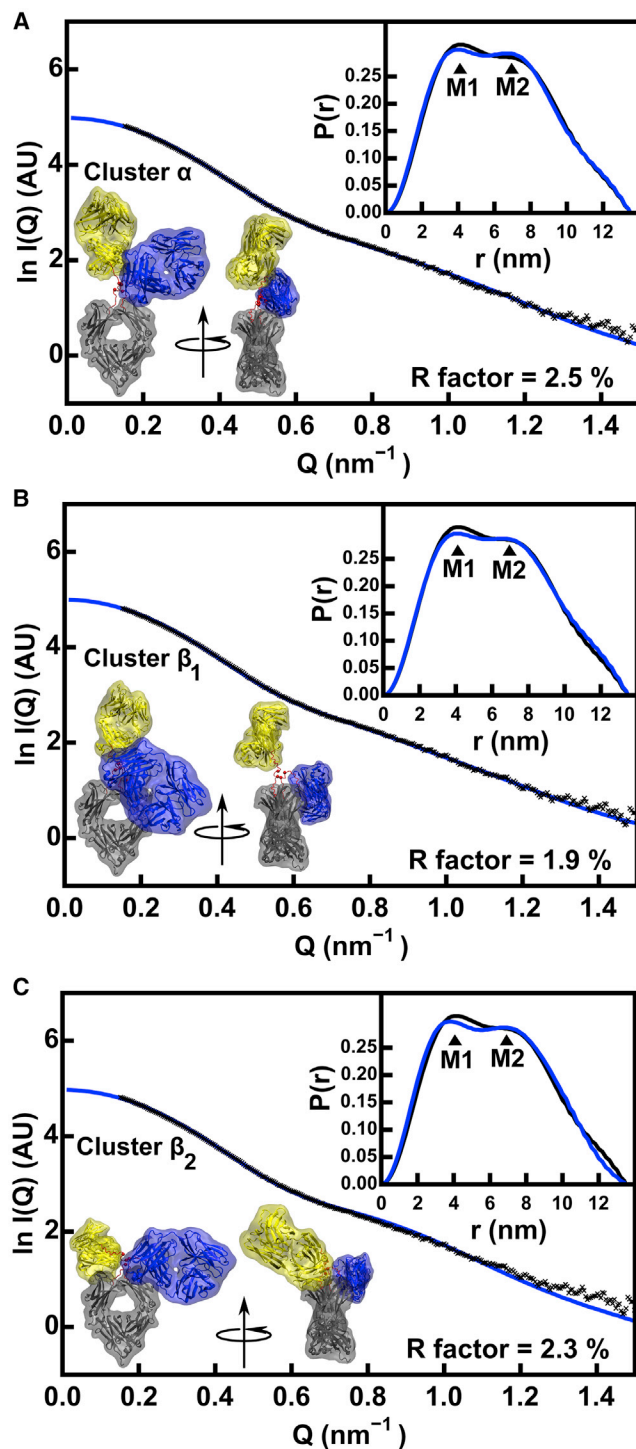 A
6
4
2
0
ln I(Q) (AU)
Cluster α
0.25
0.20
0.15
0.10
0.05
0.00
P(r)
M1 M2
0 2 4 6 8 10 12
r (nm)
R factor = 2.5 %
0.0 0.2 0.4 0.6 0.8 1.0 1.2 1.4
Q (nm⁻¹)
B
6
4
2
0
ln I(Q) (AU)
Cluster β₁
0.25
0.20
0.15
0.10
0.05
0.00
P(r)
M1 M2
0 2 4 6 8 10 12
r (nm)
R factor = 1.9 %
0.0 0.2 0.4 0.6 0.8 1.0 1.2 1.4
Q (nm⁻¹)
C
6
4
2
0
ln I(Q) (AU)
Cluster β₂
0.25
0.20
0.15
0.10
0.05
0.00
P(r)
M1 M2
0 2 4 6 8 10 12
r (nm)
R factor = 2.3 %
0.0 0.2 0.4 0.6 0.8 1.0 1.2 1.4
Q (nm⁻¹)